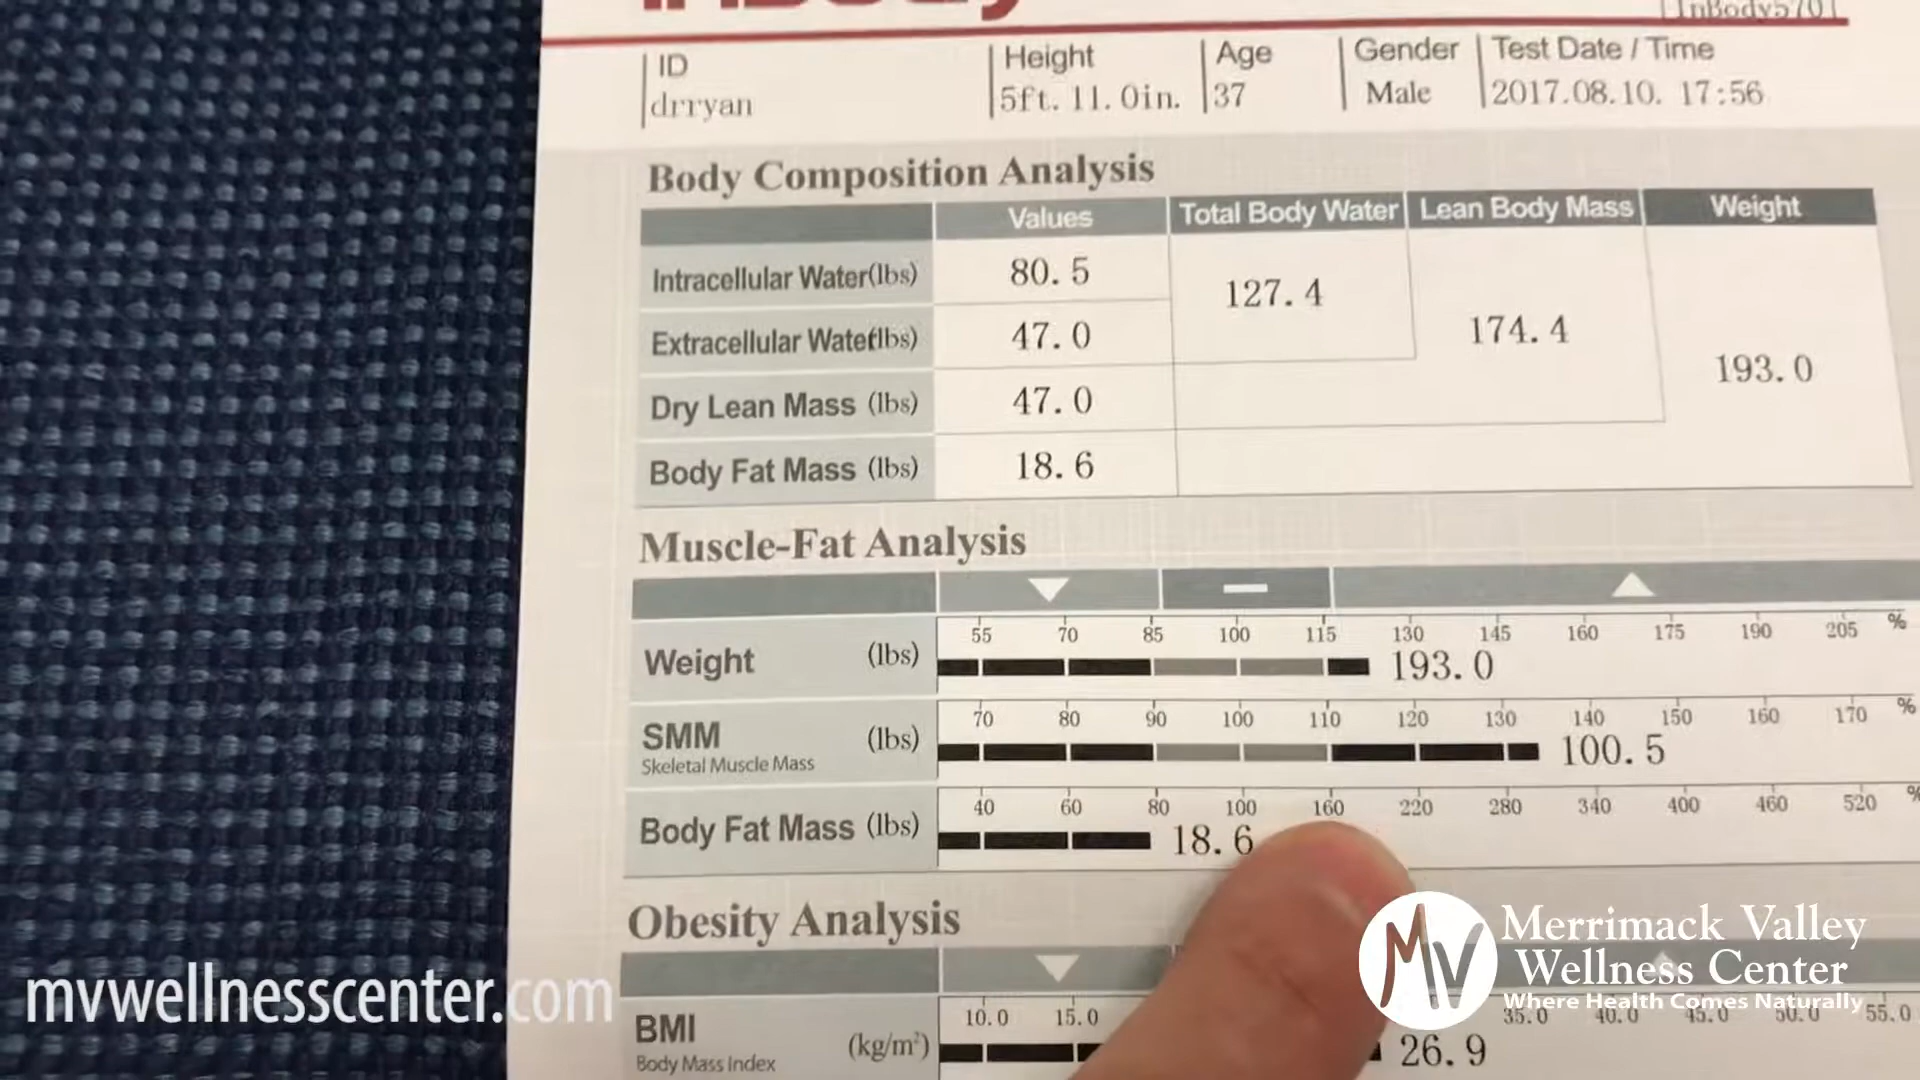 InBody
InBody570
ID Height Age Gender Test Date / Time
drryan 5ft. 11.0in. 37 Male 2017.08.10. 17:56
Body Composition Analysis
Values Total Body Water Lean Body Mass Weight
Intracellular Water(lbs) 80.5 127.4 174.4 193.0
Extracellular Water(lbs) 47.0
Dry Lean Mass (lbs) 47.0
Body Fat Mass (lbs) 18.6
Muscle-Fat Analysis
55 70 85 100 115 130 145 160 175 190 205 %
Weight (lbs) 193.0
70 80 90 100 110 120 130 140 150 160 170 %
SMM (lbs) 100.5
Skeletal Muscle Mass
40 60 80 100 160 220 280 340 400 460 520 %
Body Fat Mass (lbs) 18.6
Obesity Analysis
10.0 15.0 35.0 40.0 45.0 50.0 55.0
BMI (kg/m²) 26.9
Body Mass Index
mvwellnesscenter.com
MV
Merrimack Valley
Wellness Center
Where Health Comes Naturally